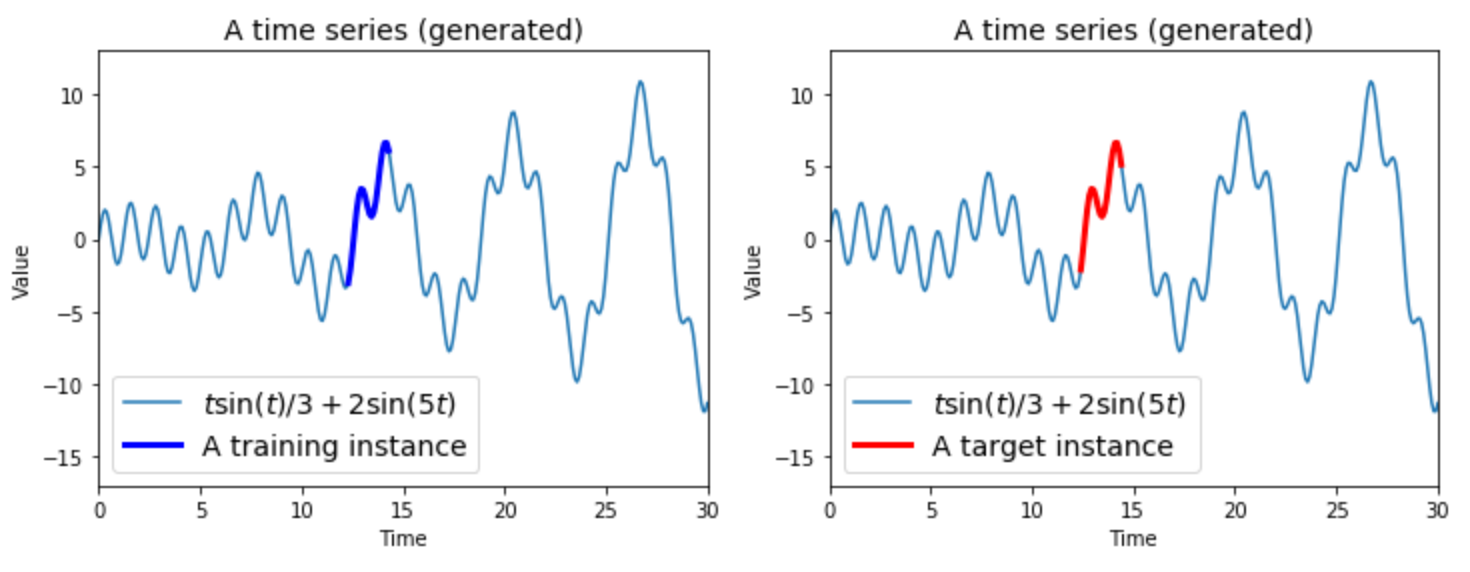 A time series (generated)
10
5
0
−5
−10
−15
Value
t sin(t)/3 + 2sin(5t)
A training instance
0 5 10 15 20 25 30
Time
A time series (generated)
10
5
0
−5
−10
−15
Value
t sin(t)/3 + 2sin(5t)
A target instance
0 5 10 15 20 25 30
Time